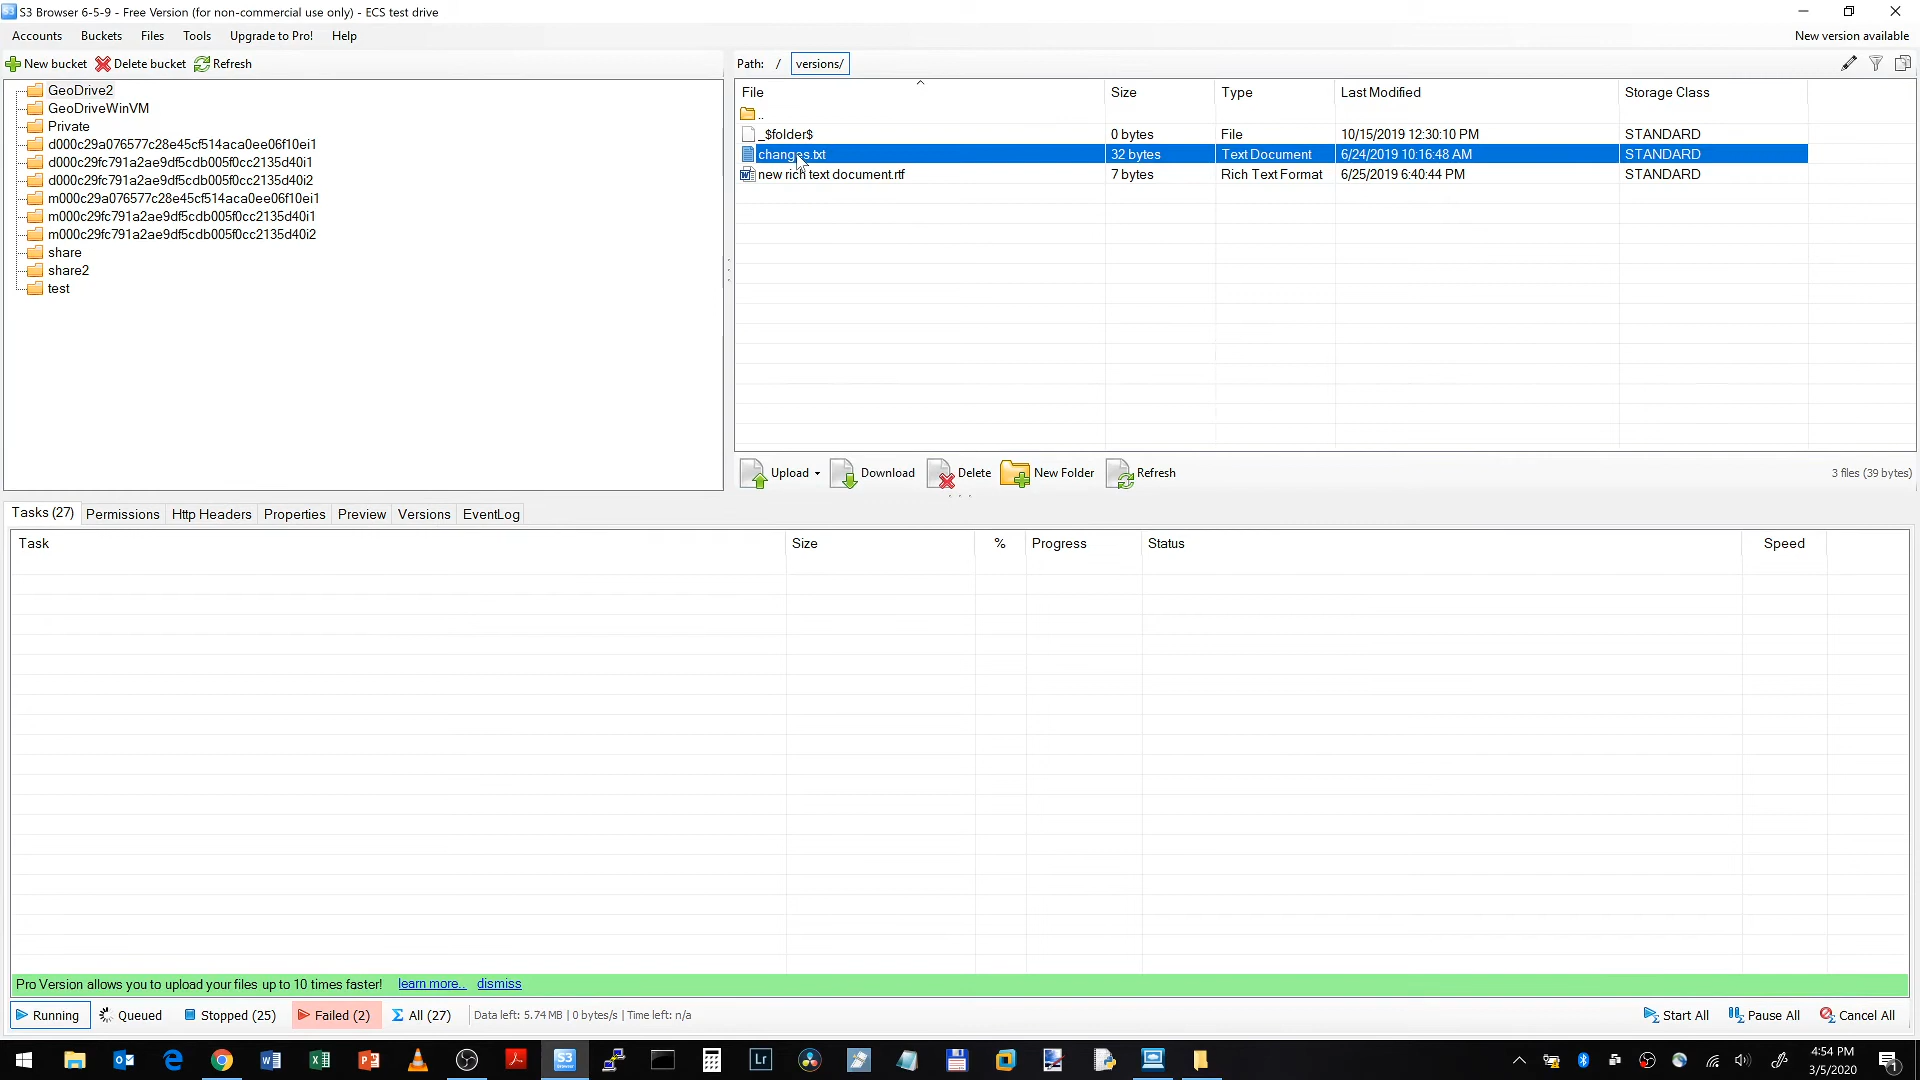 S3 Browser 6-5-9 - Free Version (for non-commercial use only) - ECS test drive
Accounts Buckets Files Tools Upgrade to Pro! Help New version available
New bucket Delete bucket Refresh
Path: / versions/
GeoDrive2
GeoDriveWinVM
Private
d000c29a076577c28e45cf514aca0ee06f10ei1
d000c29fc791a2ae9df5cdb005f0cc2135d40i1
d000c29fc791a2ae9df5cdb005f0cc2135d40i2
m000c29a076577c28e45cf514aca0ee06f10ei1
m000c29fc791a2ae9df5cdb005f0cc2135d40i1
m000c29fc791a2ae9df5cdb005f0cc2135d40i2
share
share2
test
File Size Type Last Modified Storage Class
..
_$folder$ 0 bytes File 10/15/2019 12:30:10 PM STANDARD
changes.txt 32 bytes Text Document 6/24/2019 10:16:48 AM STANDARD
new rich text document.rtf 7 bytes Rich Text Format 6/25/2019 6:40:44 PM STANDARD
Upload Download Delete New Folder Refresh 3 files (39 bytes)
Tasks (27) Permissions Http Headers Properties Preview Versions EventLog
Task Size % Progress Status Speed
Pro Version allows you to upload your files up to 10 times faster! learn more.. dismiss
Running Queued Stopped (25) Failed (2) All (27) Data left: 5.74 MB | 0 bytes/s | Time left: n/a Start All Pause All Cancel All
S3
Browser
Lr
4:54 PM
3/5/2020
1